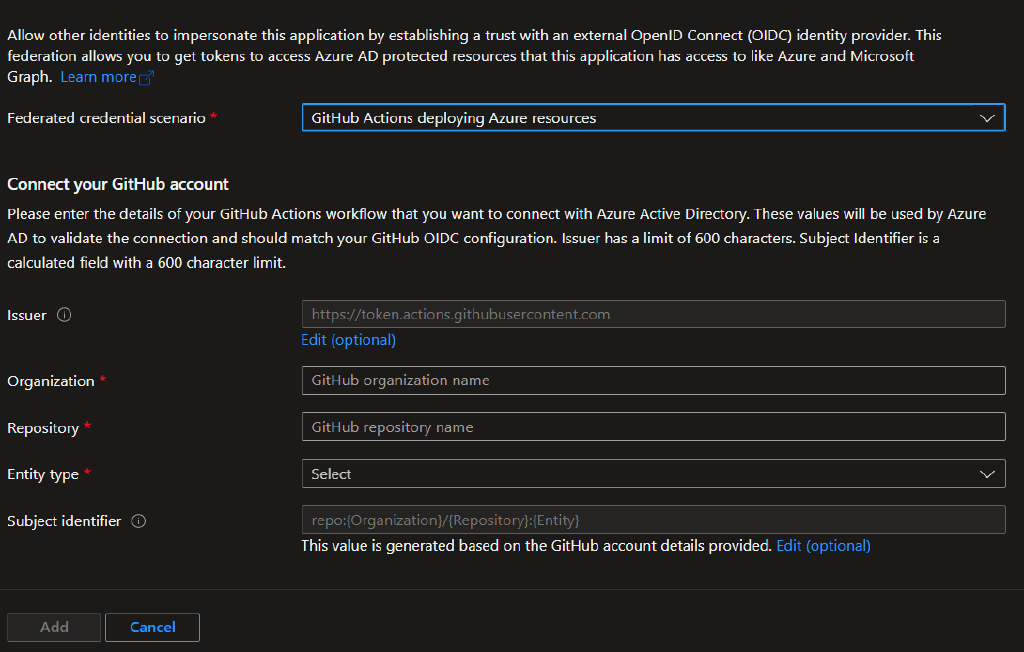 Allow other identities to impersonate this application by establishing a trust with an external OpenID Connect (OIDC) identity provider. This
federation allows you to get tokens to access Azure AD protected resources that this application has access to like Azure and Microsoft
Graph. Learn more
Federated credential scenario *
GitHub Actions deploying Azure resources
Connect your GitHub account
Please enter the details of your GitHub Actions workflow that you want to connect with Azure Active Directory. These values will be used by Azure
AD to validate the connection and should match your GitHub OIDC configuration. Issuer has a limit of 600 characters. Subject Identifier is a
calculated field with a 600 character limit.
Issuer
https://token.actions.githubusercontent.com
Edit (optional)
Organization *
GitHub organization name
Repository *
GitHub repository name
Entity type *
Select
Subject identifier
repo:{Organization}/{Repository}:{Entity}
This value is generated based on the GitHub account details provided. Edit (optional)
Add
Cancel